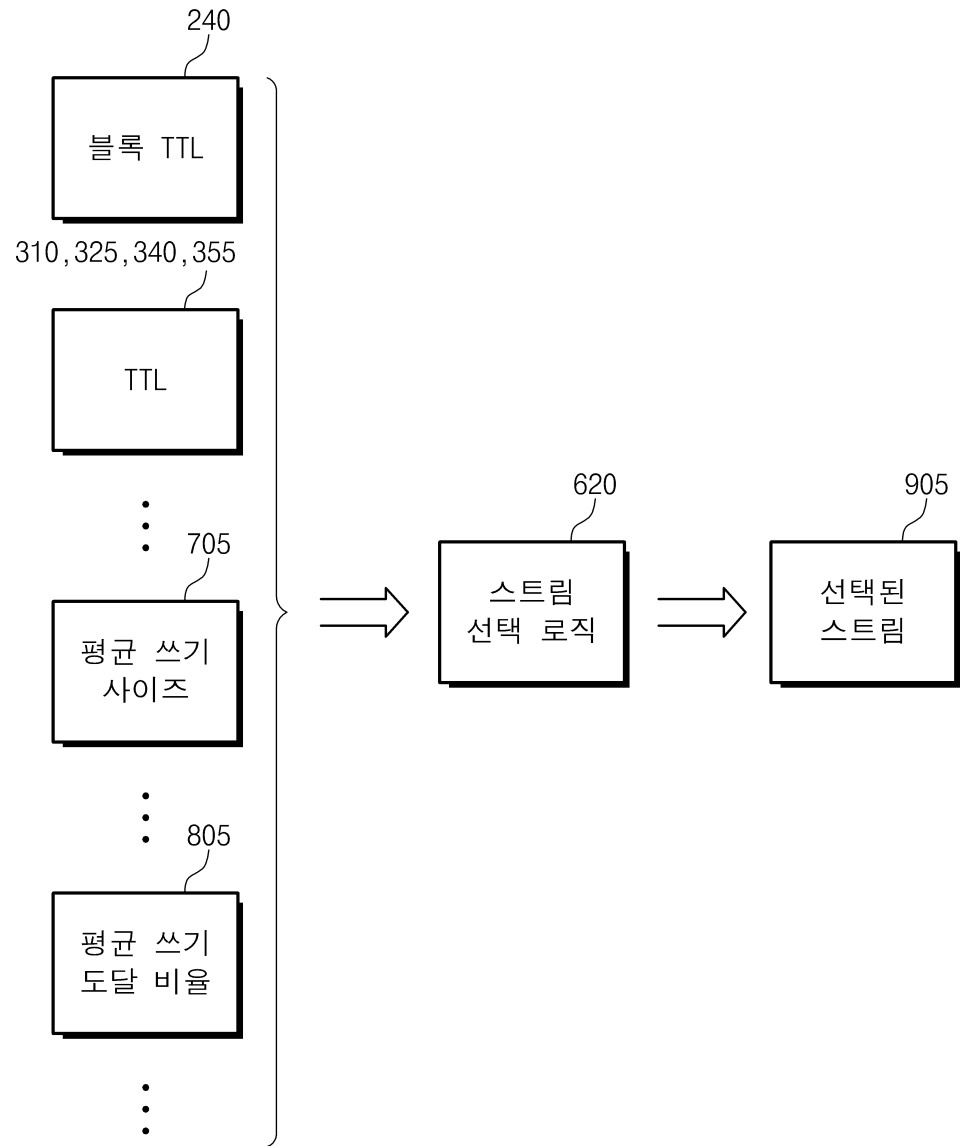 240
블록 TTL
310,325,340,355
TTL
705
평균 쓰기
사이즈
805
평균 쓰기
도달 비율
620
스트림
선택 로직
905
선택된
스트림